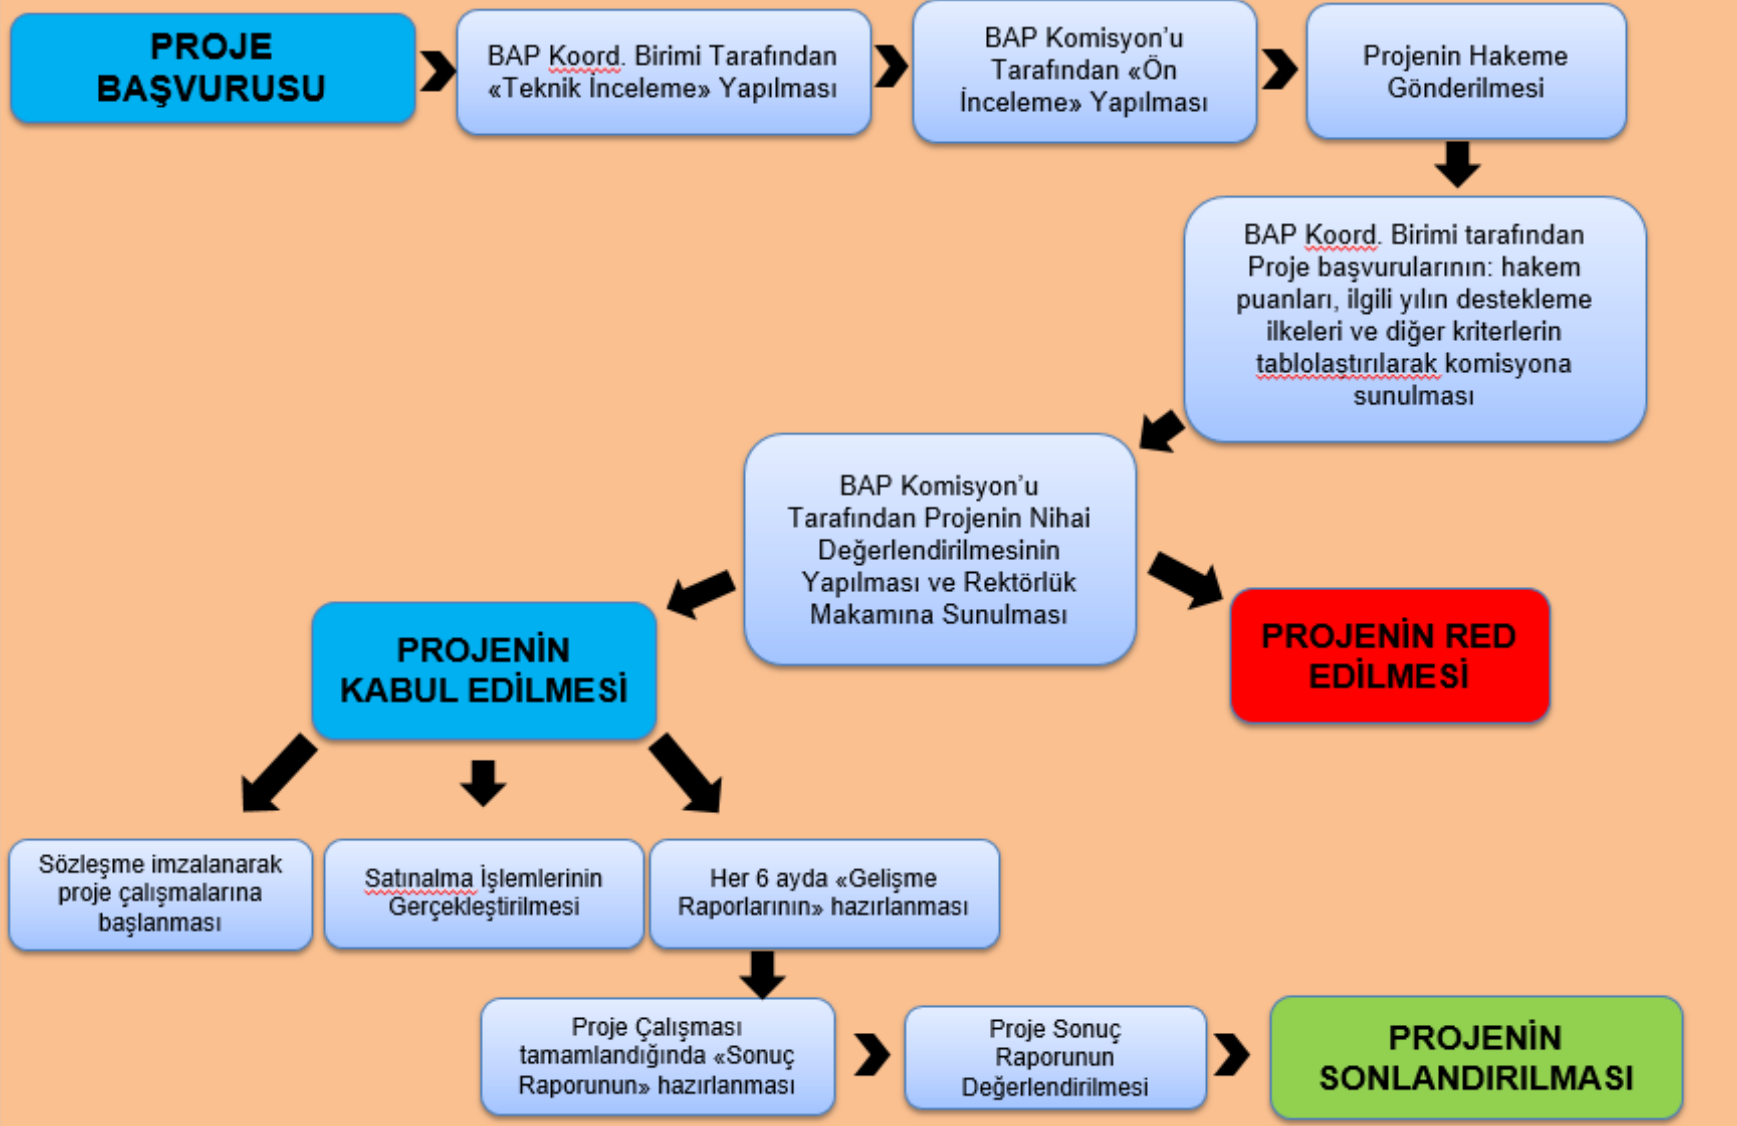 PROJE
BAŞVURUSU
BAP Koord. Birimi Tarafından
«Teknik İnceleme» Yapılması
BAP Komisyon’u
Tarafından «Ön
İnceleme» Yapılması
Projenin Hakeme
Gönderilmesi
BAP Koord. Birimi tarafından
Proje başvurularının: hakem
puanları, ilgili yılın destekleme
ilkeleri ve diğer kriterlerin
tablolaştırılarak komisyona
sunulması
BAP Komisyon’u
Tarafından Projenin Nihai
Değerlendirilmesinin
Yapılması ve Rektörlük
Makamına Sunulması
PROJENİN
KABUL EDİLMESİ
PROJENİN RED
EDİLMESİ
Sözleşme imzalanarak
proje çalışmalarına
başlanması
Satınalma İşlemlerinin
Gerçekleştirilmesi
Her 6 ayda «Gelişme
Raporlarının» hazırlanması
Proje Çalışması
tamamlandığında «Sonuç
Raporunun» hazırlanması
Proje Sonuç
Raporunun
Değerlendirilmesi
PROJENİN
SONLANDIRILMASI